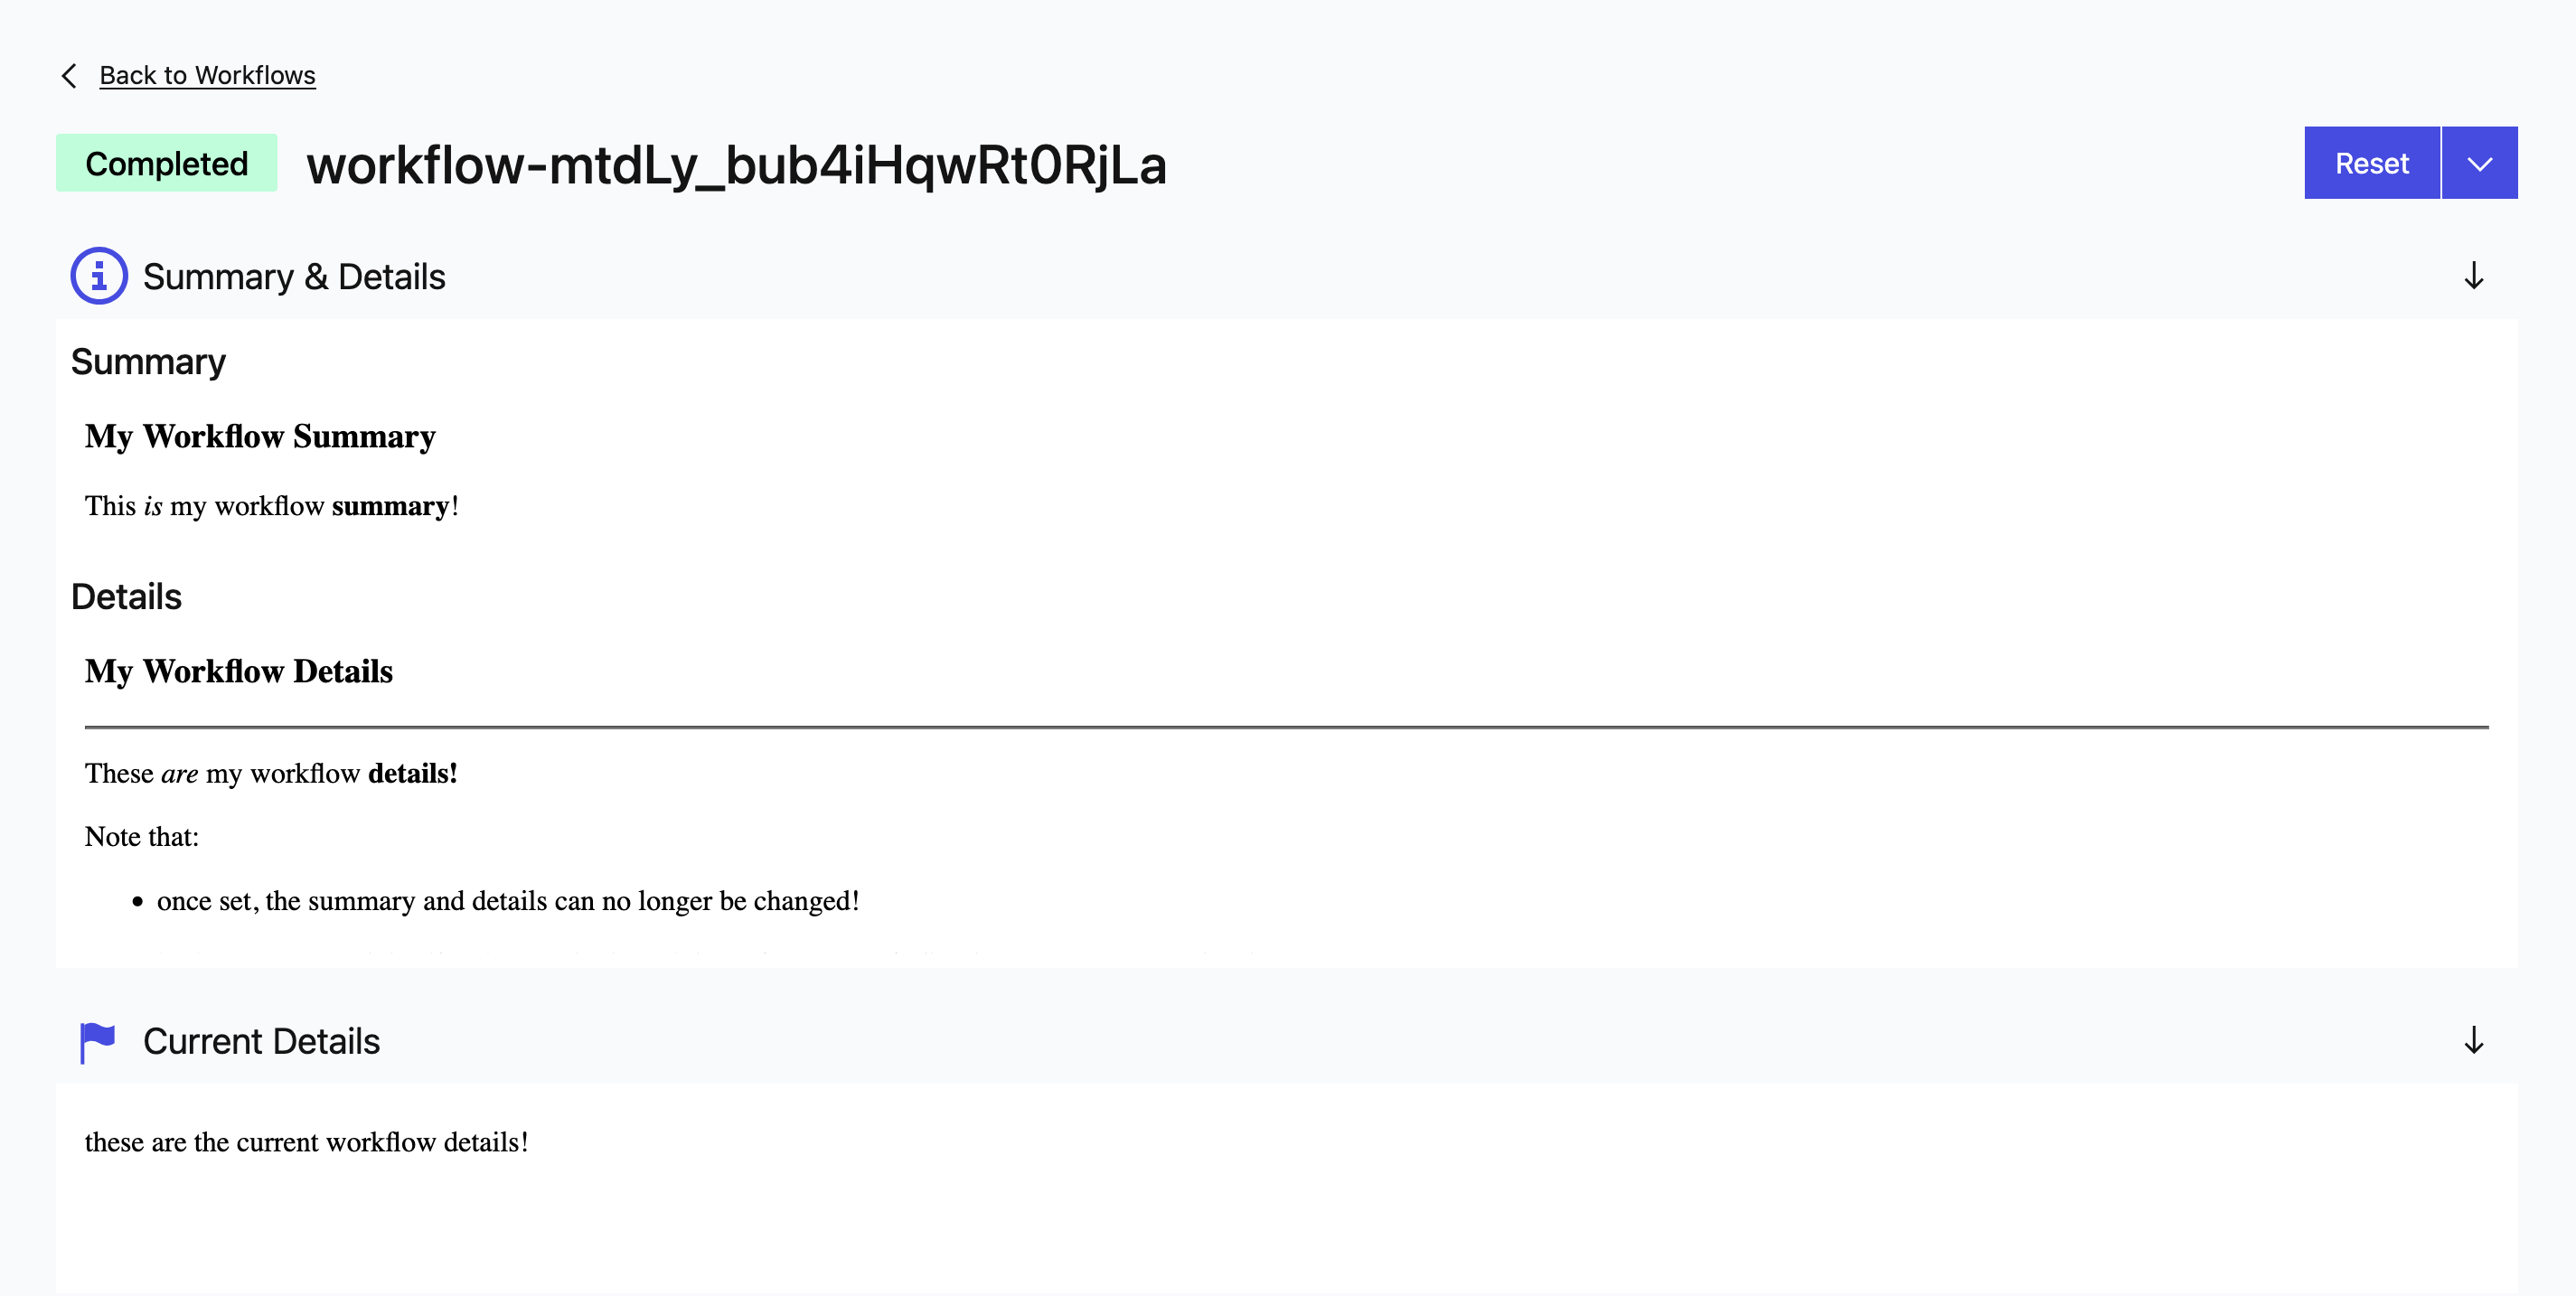 Back to Workflows
Completed workflow-mtdLy_bub4iHqwRt0RjLa Reset
Summary & Details
Summary
My Workflow Summary
This is my workflow summary!
Details
My Workflow Details
These are my workflow details!
Note that:
once set, the summary and details can no longer be changed!
Current Details
these are the current workflow details!